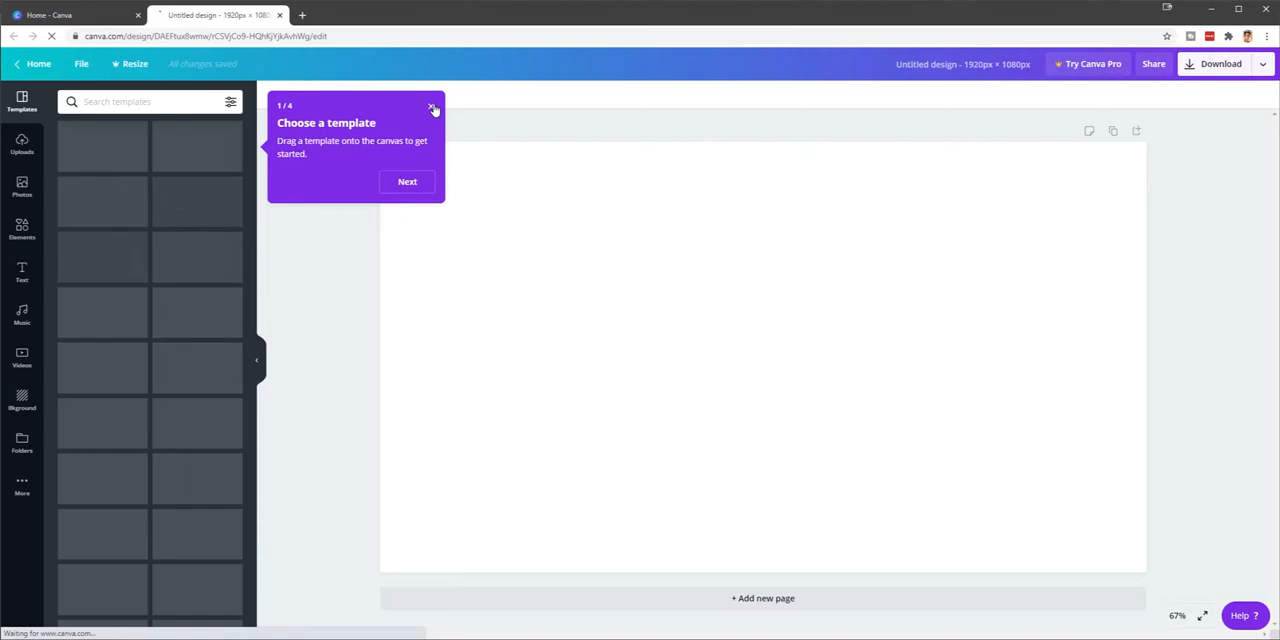 Home - Canva
Untitled design - 1920px × 1080p
canva.com/design/DAEFtux8wmw/rCSVjCo9-HQhKjYjkAvhWg/edit
Home
File
Resize
All changes saved
Untitled design - 1920px × 1080px
Try Canva Pro
Share
Download
Templates
Search templates
Uploads
Photos
Elements
Text
Music
Videos
Bkground
Folders
More
1 / 4
Choose a template
Drag a template onto the canvas to get
started.
Next
+ Add new page
67%
Help ?
Waiting for www.canva.com...